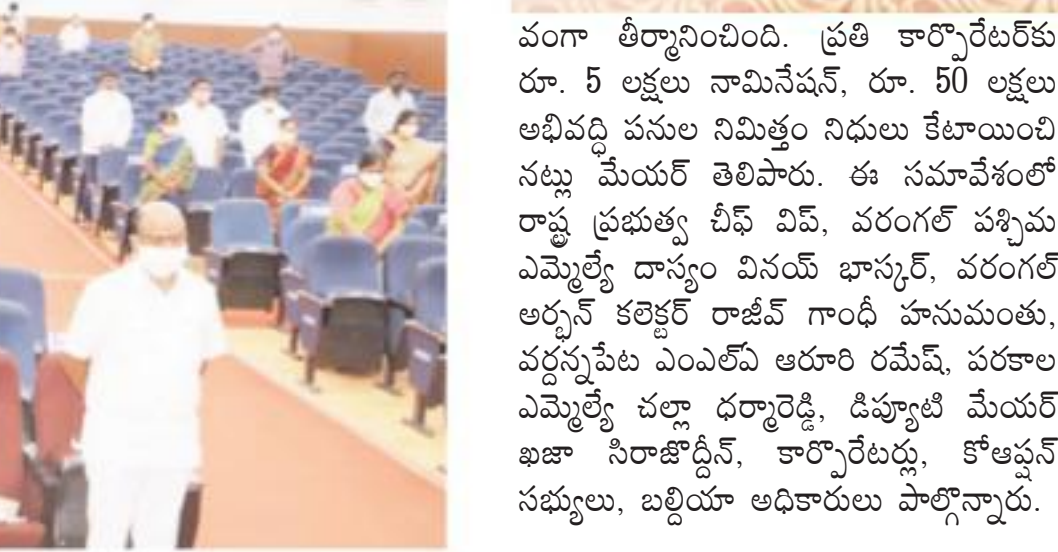 వంగా తీర్మానించింది. ప్రతి కార్పొరేటర్‌కు
రూ. 5 లక్షలు నామినేషన్, రూ. 50 లక్షలు
అభివద్ధి పనుల నిమిత్తం నిధులు కేటాయించి
నట్లు మేయర్ తెలిపారు. ఈ సమావేశంలో
రాష్ట్ర ప్రభుత్వ చీఫ్ విప్, వరంగల్ పశ్చిమ
ఎమ్మెల్యే దాస్యం వినయ్ భాస్కర్, వరంగల్
అర్బన్ కలెక్టర్ రాజీవ్ గాంధీ హనుమంతు,
వర్దన్నపేట ఎంఎల్ఏ ఆరూరి రమేష్, పరకాల
ఎమ్మెల్యే చల్లా ధర్మారెడ్డి, డిప్యూటి మేయర్
ఖజా సిరాజొద్దీన్, కార్పొరేటర్లు, కోఆప్షన్
సభ్యులు, బల్దియా అధికారులు పాల్గొన్నారు.